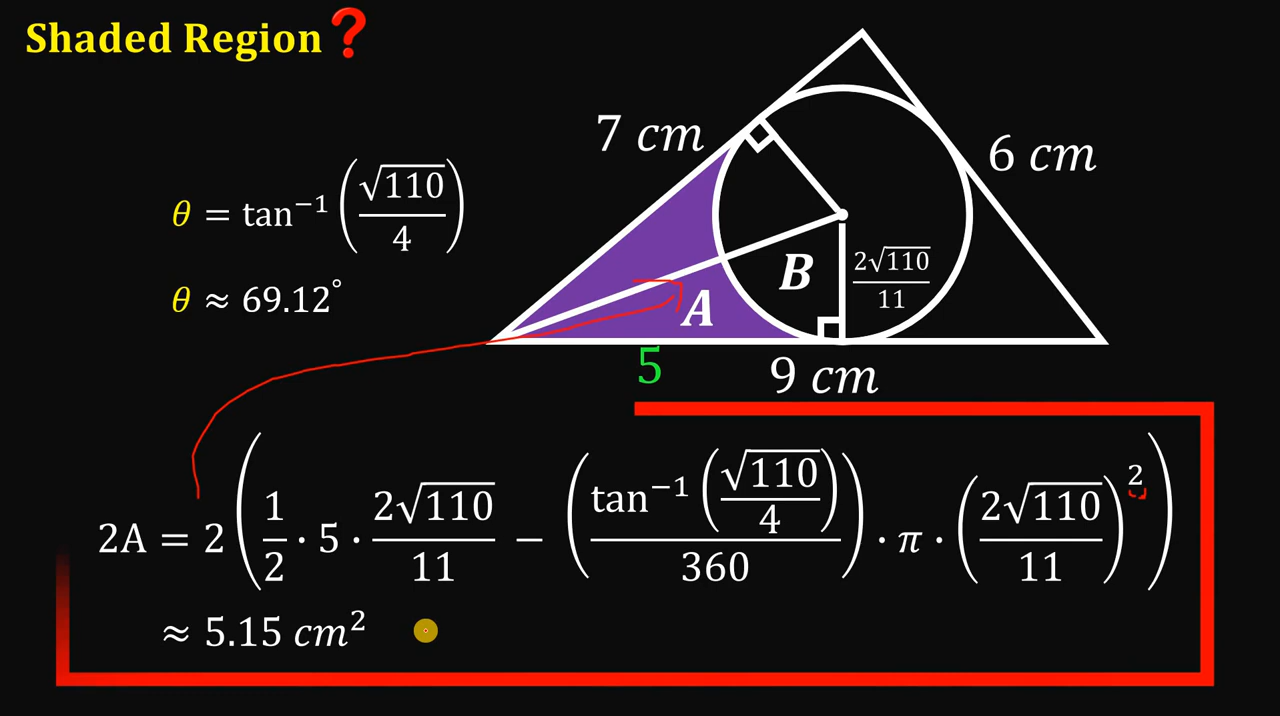 Shaded Region❓
7 cm
6 cm
θ = tan⁻¹(√110/4)
θ ≈ 69.12°
B
2√110/11
A
5
9 cm
2A = 2(1/2 · 5 · 2√110/11 − (tan⁻¹(√110/4)/360) · π · (2√110/11)²)
≈ 5.15 cm²